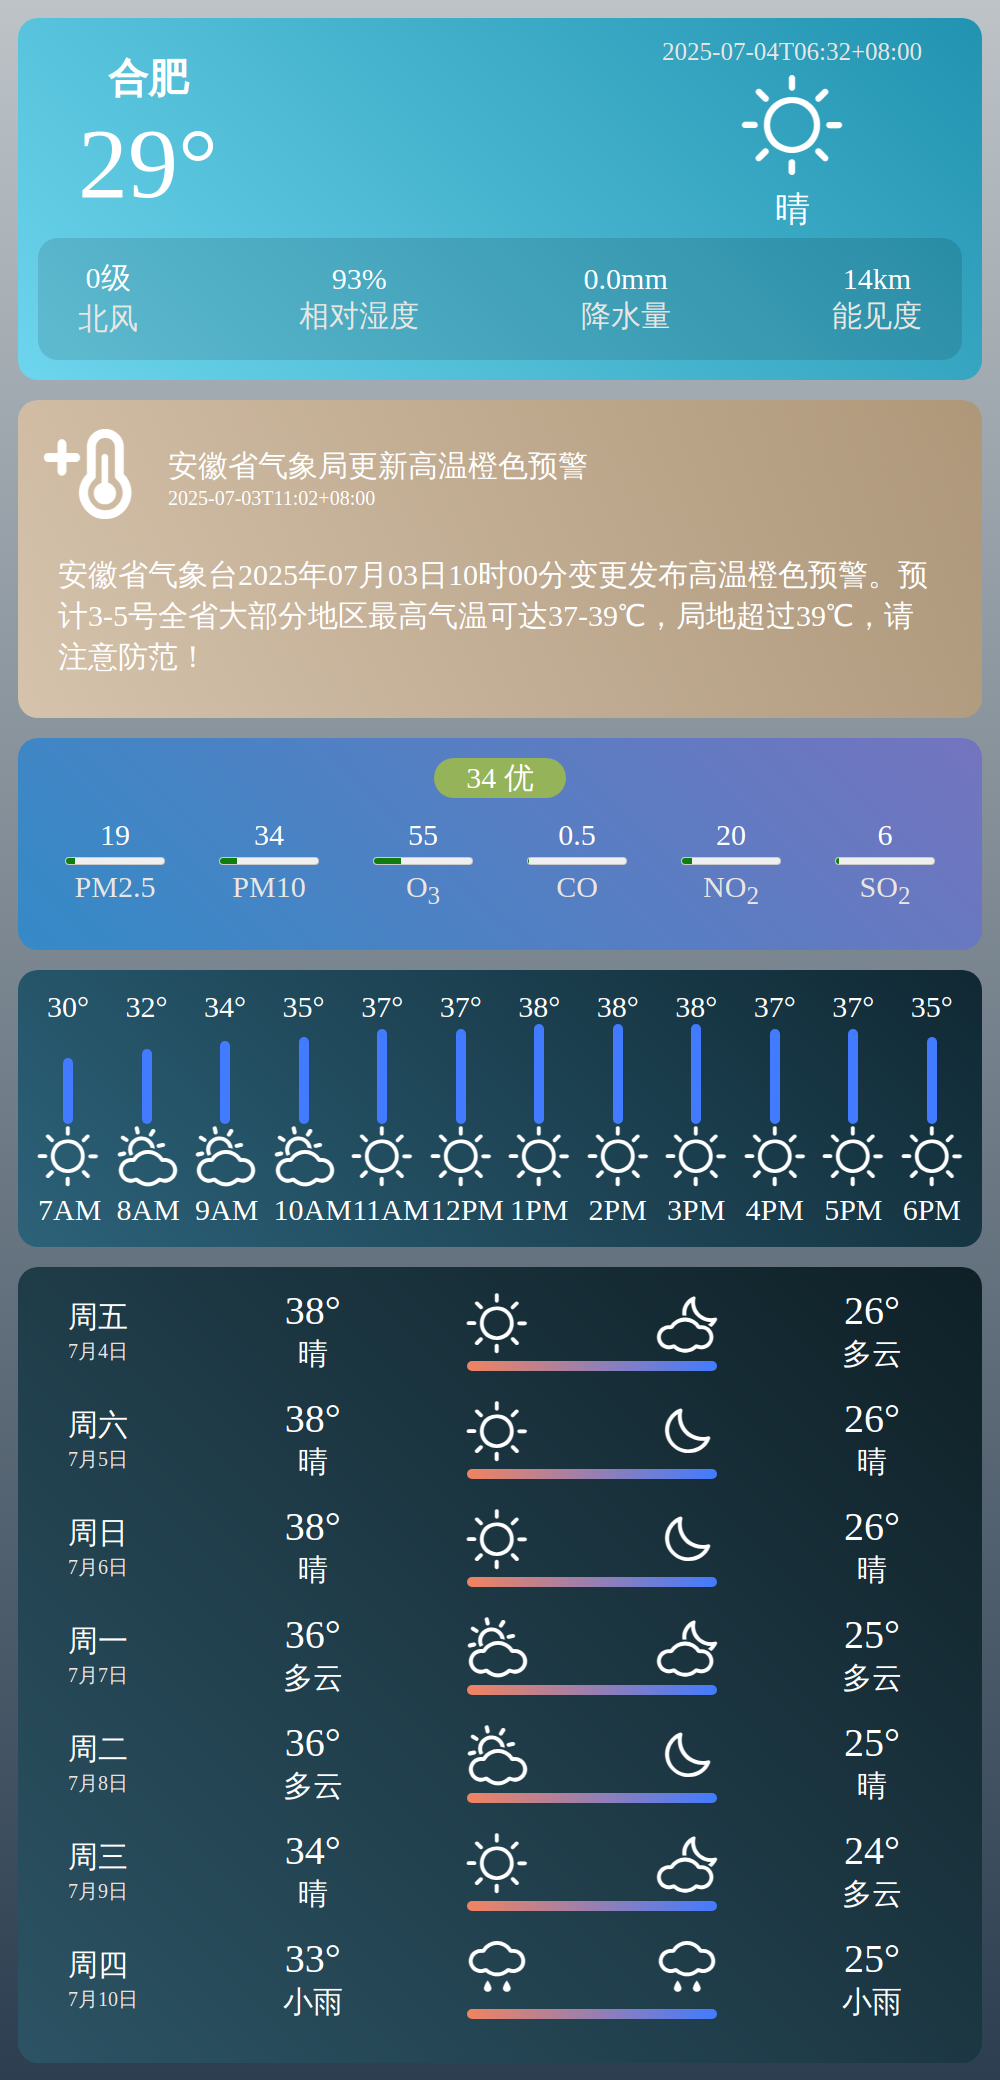 合肥
29°
2025-07-04T06:32+08:00
晴
0级 93% 0.0mm 14km
北风 相对湿度 降水量 能见度
安徽省气象局更新高温橙色预警
2025-07-03T11:02+08:00
安徽省气象台2025年07月03日10时00分变更发布高温橙色预警。预
计3-5号全省大部分地区最高气温可达37-39℃，局地超过39℃，请
注意防范！
34 优
19 34 55 0.5 20 6
PM2.5 PM10 O3 CO NO2 SO2
30° 32° 34° 35° 37° 37° 38° 38° 38° 37° 37° 35°
7AM 8AM 9AM 10AM 11AM 12PM 1PM 2PM 3PM 4PM 5PM 6PM
周五 38° 26°
7月4日 晴 多云
周六 38° 26°
7月5日 晴 晴
周日 38° 26°
7月6日 晴 晴
周一 36° 25°
7月7日 多云 多云
周二 36° 25°
7月8日 多云 晴
周三 34° 24°
7月9日 晴 多云
周四 33° 25°
7月10日 小雨 小雨